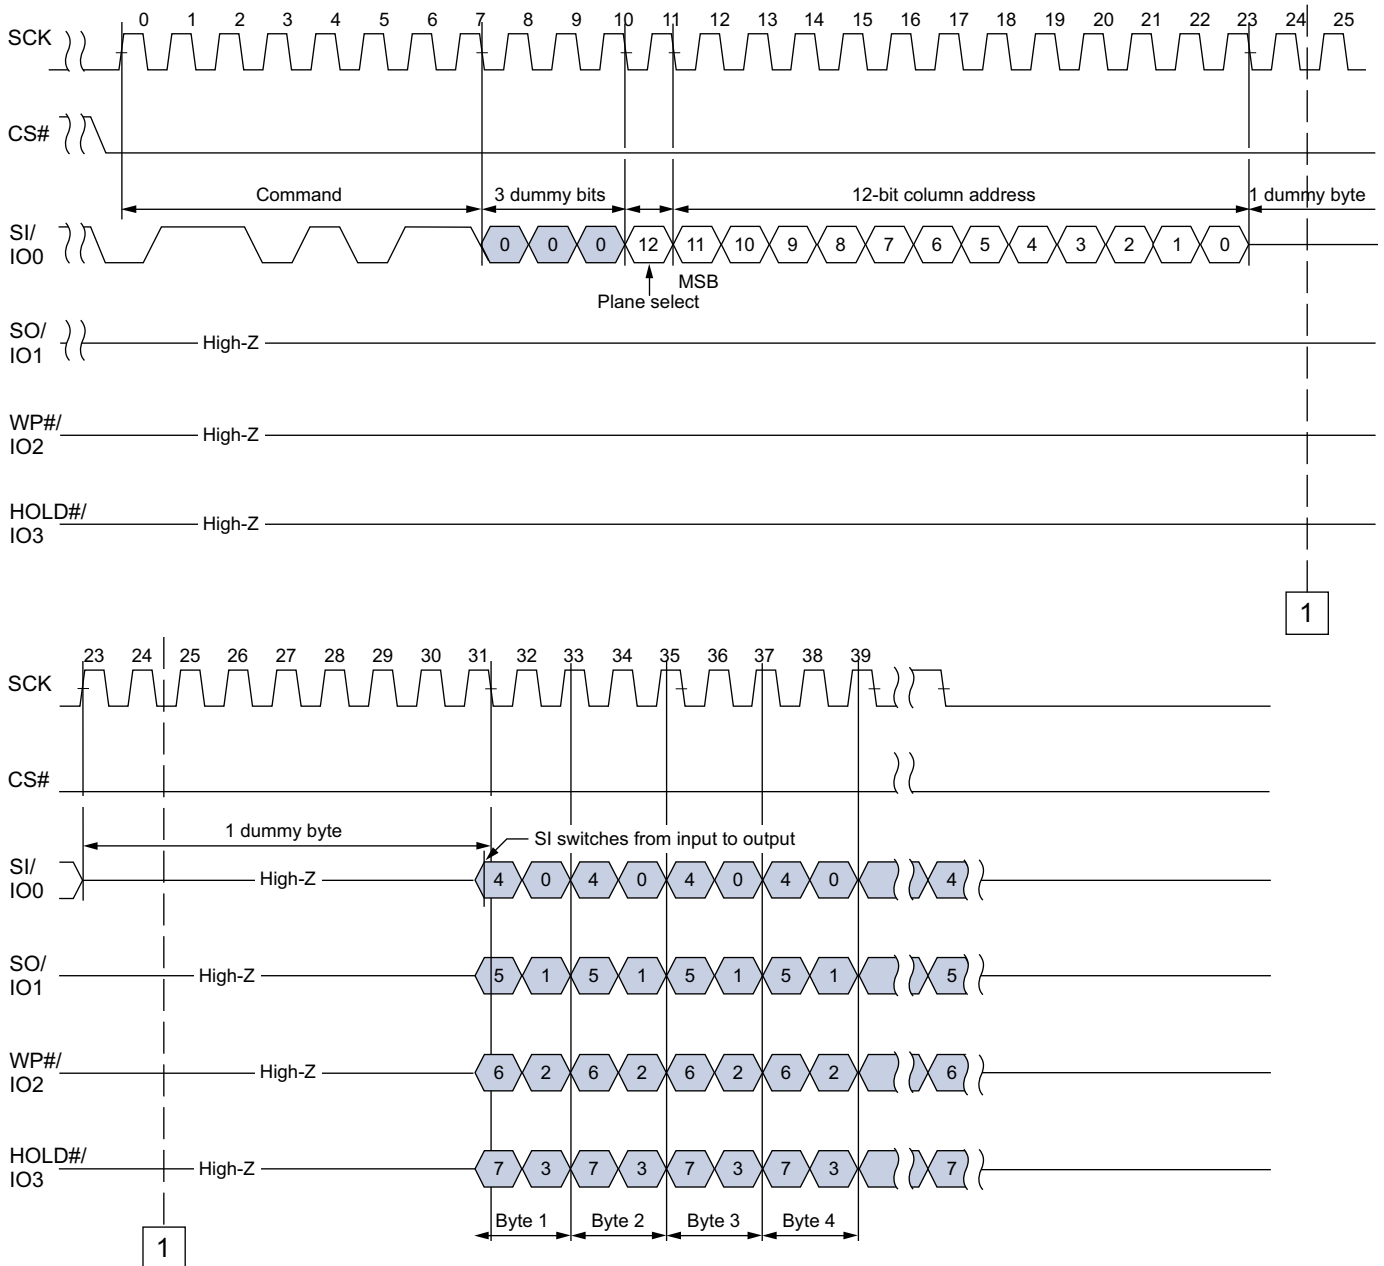 0 1 2 3 4 5 6 7 8 9 10 11 12 13 14 15 16 17 18 19 20 21 22 23 24 25
SCK
CS#
Command 3 dummy bits 12-bit column address 1 dummy byte
SI/
IO0
0 0 0 12 11 10 9 8 7 6 5 4 3 2 1 0
MSB
Plane select
SO/
IO1
High-Z
WP#/
IO2
High-Z
HOLD#/
IO3
High-Z
1
23 24 25 26 27 28 29 30 31 32 33 34 35 36 37 38 39
SCK
CS#
1 dummy byte
SI switches from input to output
SI/
IO0
High-Z 4 0 4 0 4 0 4 0 4
SO/
IO1
High-Z 5 1 5 1 5 1 5 1 5
WP#/
IO2
High-Z 6 2 6 2 6 2 6 2 6
HOLD#/
IO3
High-Z 7 3 7 3 7 3 7 3 7
Byte 1 Byte 2 Byte 3 Byte 4
1